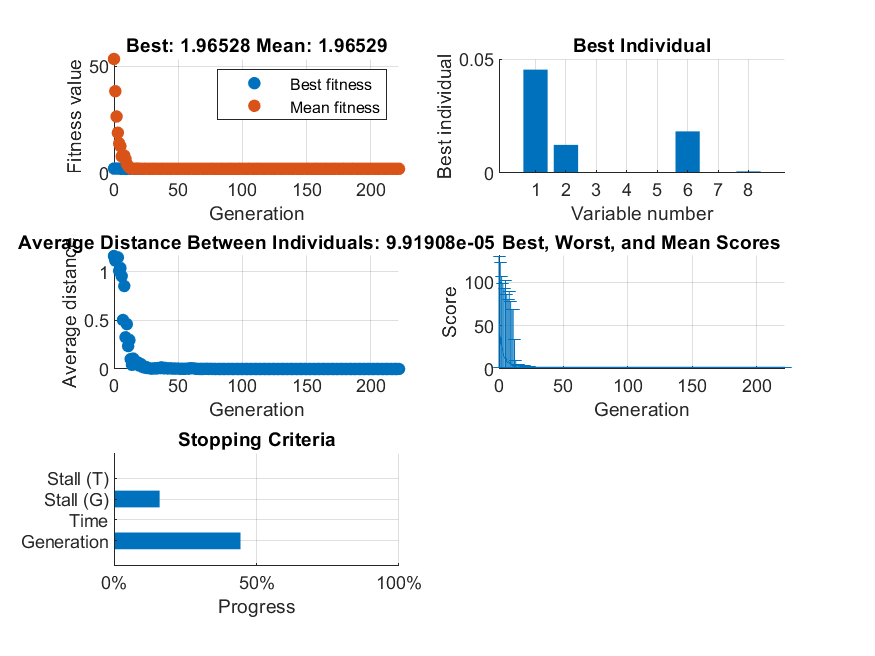 Best: 1.96528 Mean: 1.96529
Fitness value
50
0
Best fitness
Mean fitness
0 50 100 150 200
Generation
Best Individual
Best individual
0.05
0
1 2 3 4 5 6 7 8
Variable number
Average Distance Between Individuals: 9.91908e-05
Average distance
1
0.5
0
0 50 100 150 200
Generation
Best, Worst, and Mean Scores
Score
100
50
0
0 50 100 150 200
Generation
Stopping Criteria
Stall (T)
Stall (G)
Time
Generation
0% 50% 100%
Progress